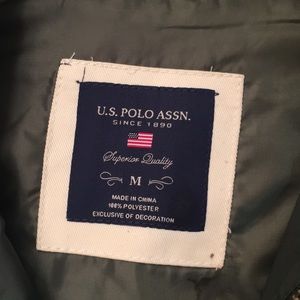 U.S. POLO ASSN.
SINCE 1890
Superior Quality
M
MADE IN CHINA
100% POLYESTER
EXCLUSIVE OF DECORATION